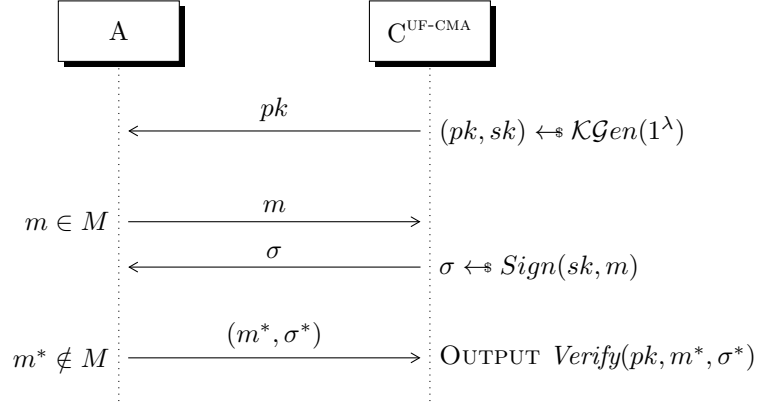 A C^UF-CMA
pk
(pk, sk) ←$ KGen(1^λ)
m ∈ M m
σ
σ ←$ Sign(sk, m)
m* ∉ M (m*, σ*) OUTPUT Verify(pk, m*, σ*)